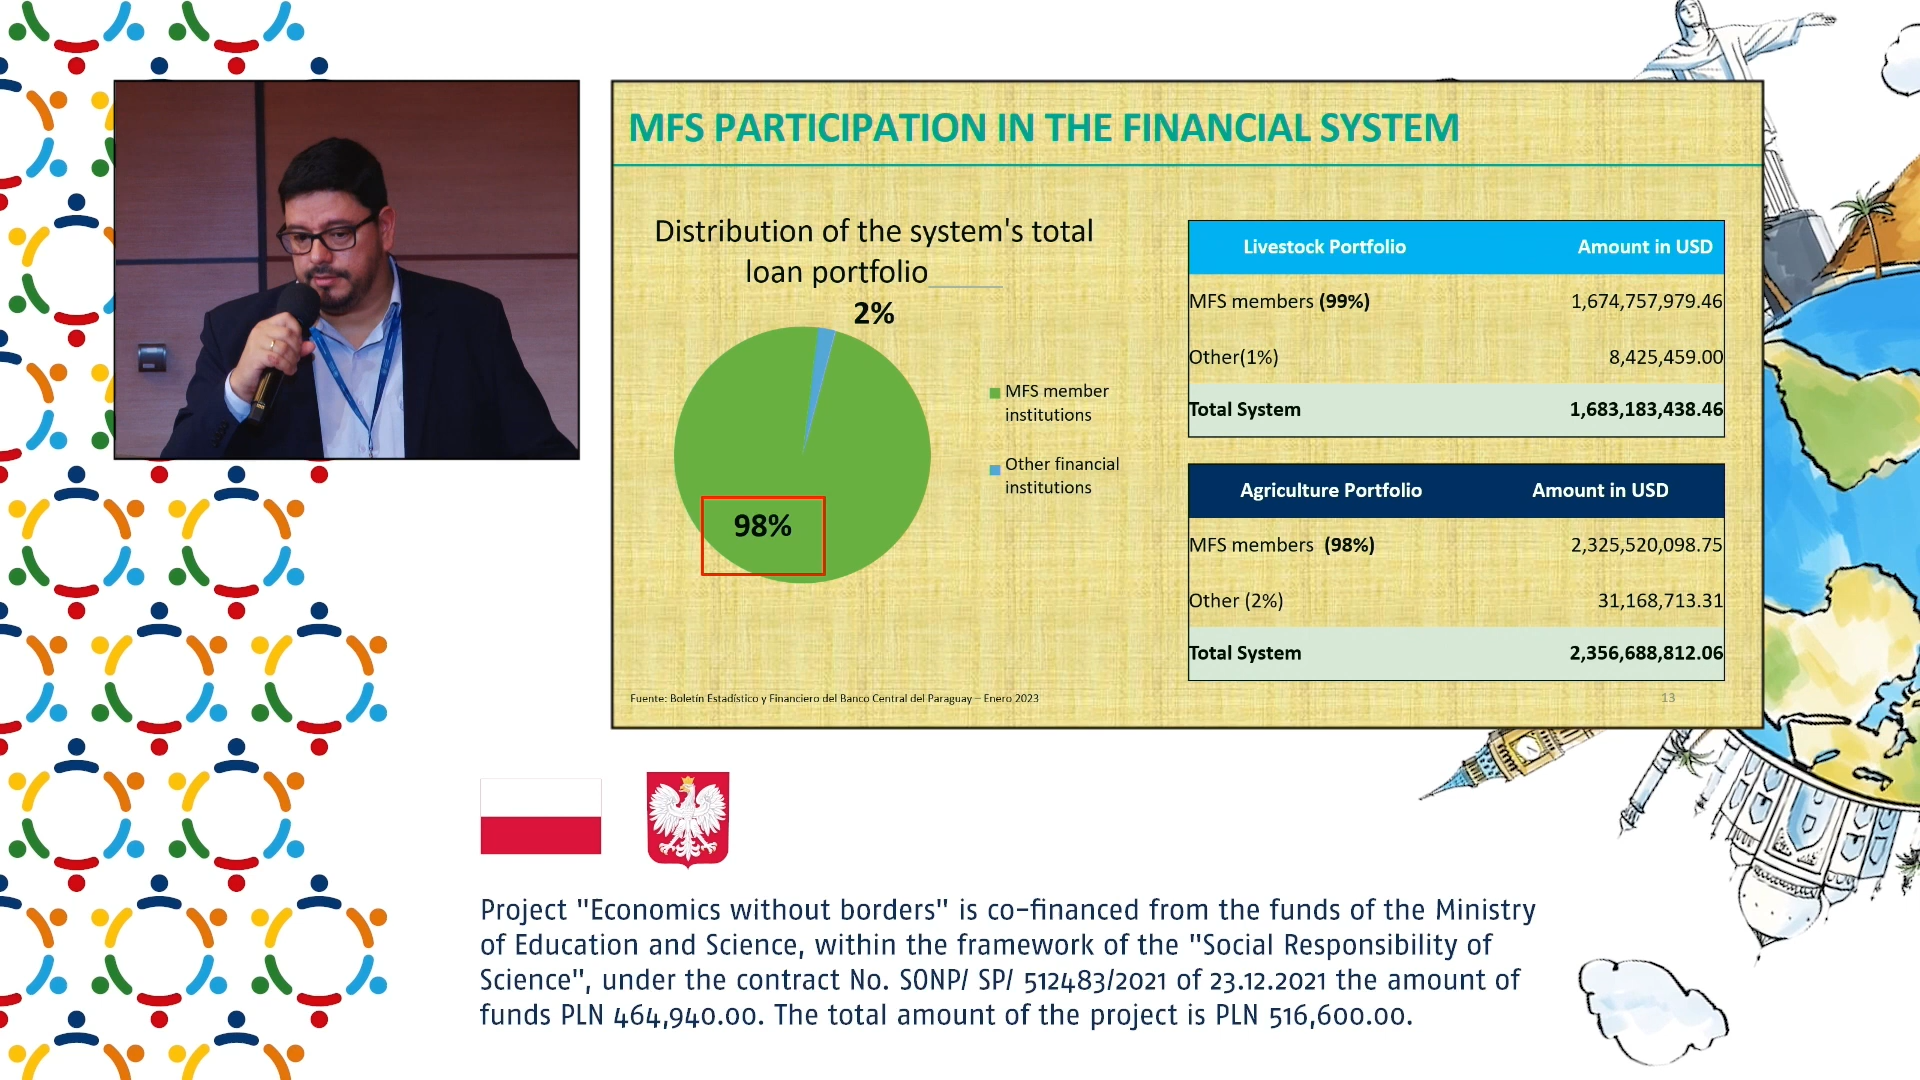 MFS PARTICIPATION IN THE FINANCIAL SYSTEM
Distribution of the system's total
loan portfolio
2%
98%
MFS member
institutions
Other financial
institutions
Livestock Portfolio Amount in USD
MFS members (99%) 1,674,757,979.46
Other(1%) 8,425,459.00
Total System 1,683,183,438.46
Agriculture Portfolio Amount in USD
MFS members (98%) 2,325,520,098.75
Other (2%) 31,168,713.31
Total System 2,356,688,812.06
Fuente: Boletín Estadístico y Financiero del Banco Central del Paraguay – Enero 2023
13
Project "Economics without borders" is co-financed from the funds of the Ministry
of Education and Science, within the framework of the "Social Responsibility of
Science", under the contract No. SONP/ SP/ 512483/2021 of 23.12.2021 the amount of
funds PLN 464,940.00. The total amount of the project is PLN 516,600.00.